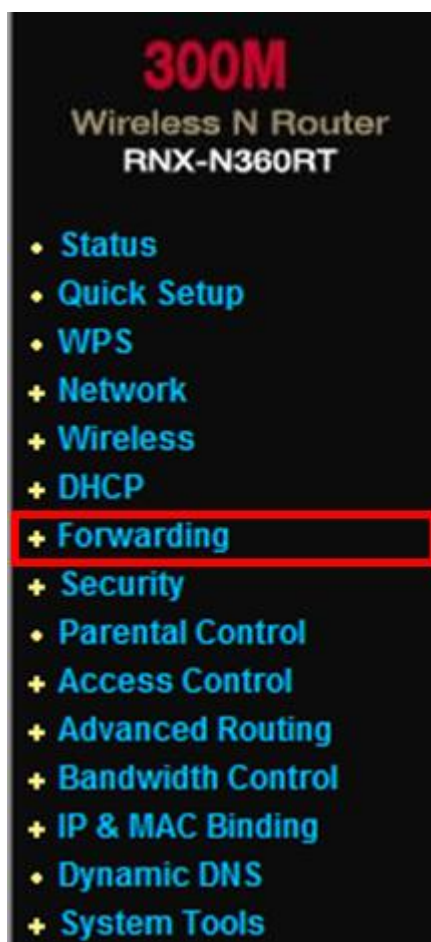 300M
Wireless N Router
RNX-N360RT
Status
Quick Setup
WPS
Network
Wireless
DHCP
Forwarding
Security
Parental Control
Access Control
Advanced Routing
Bandwidth Control
IP & MAC Binding
Dynamic DNS
System Tools